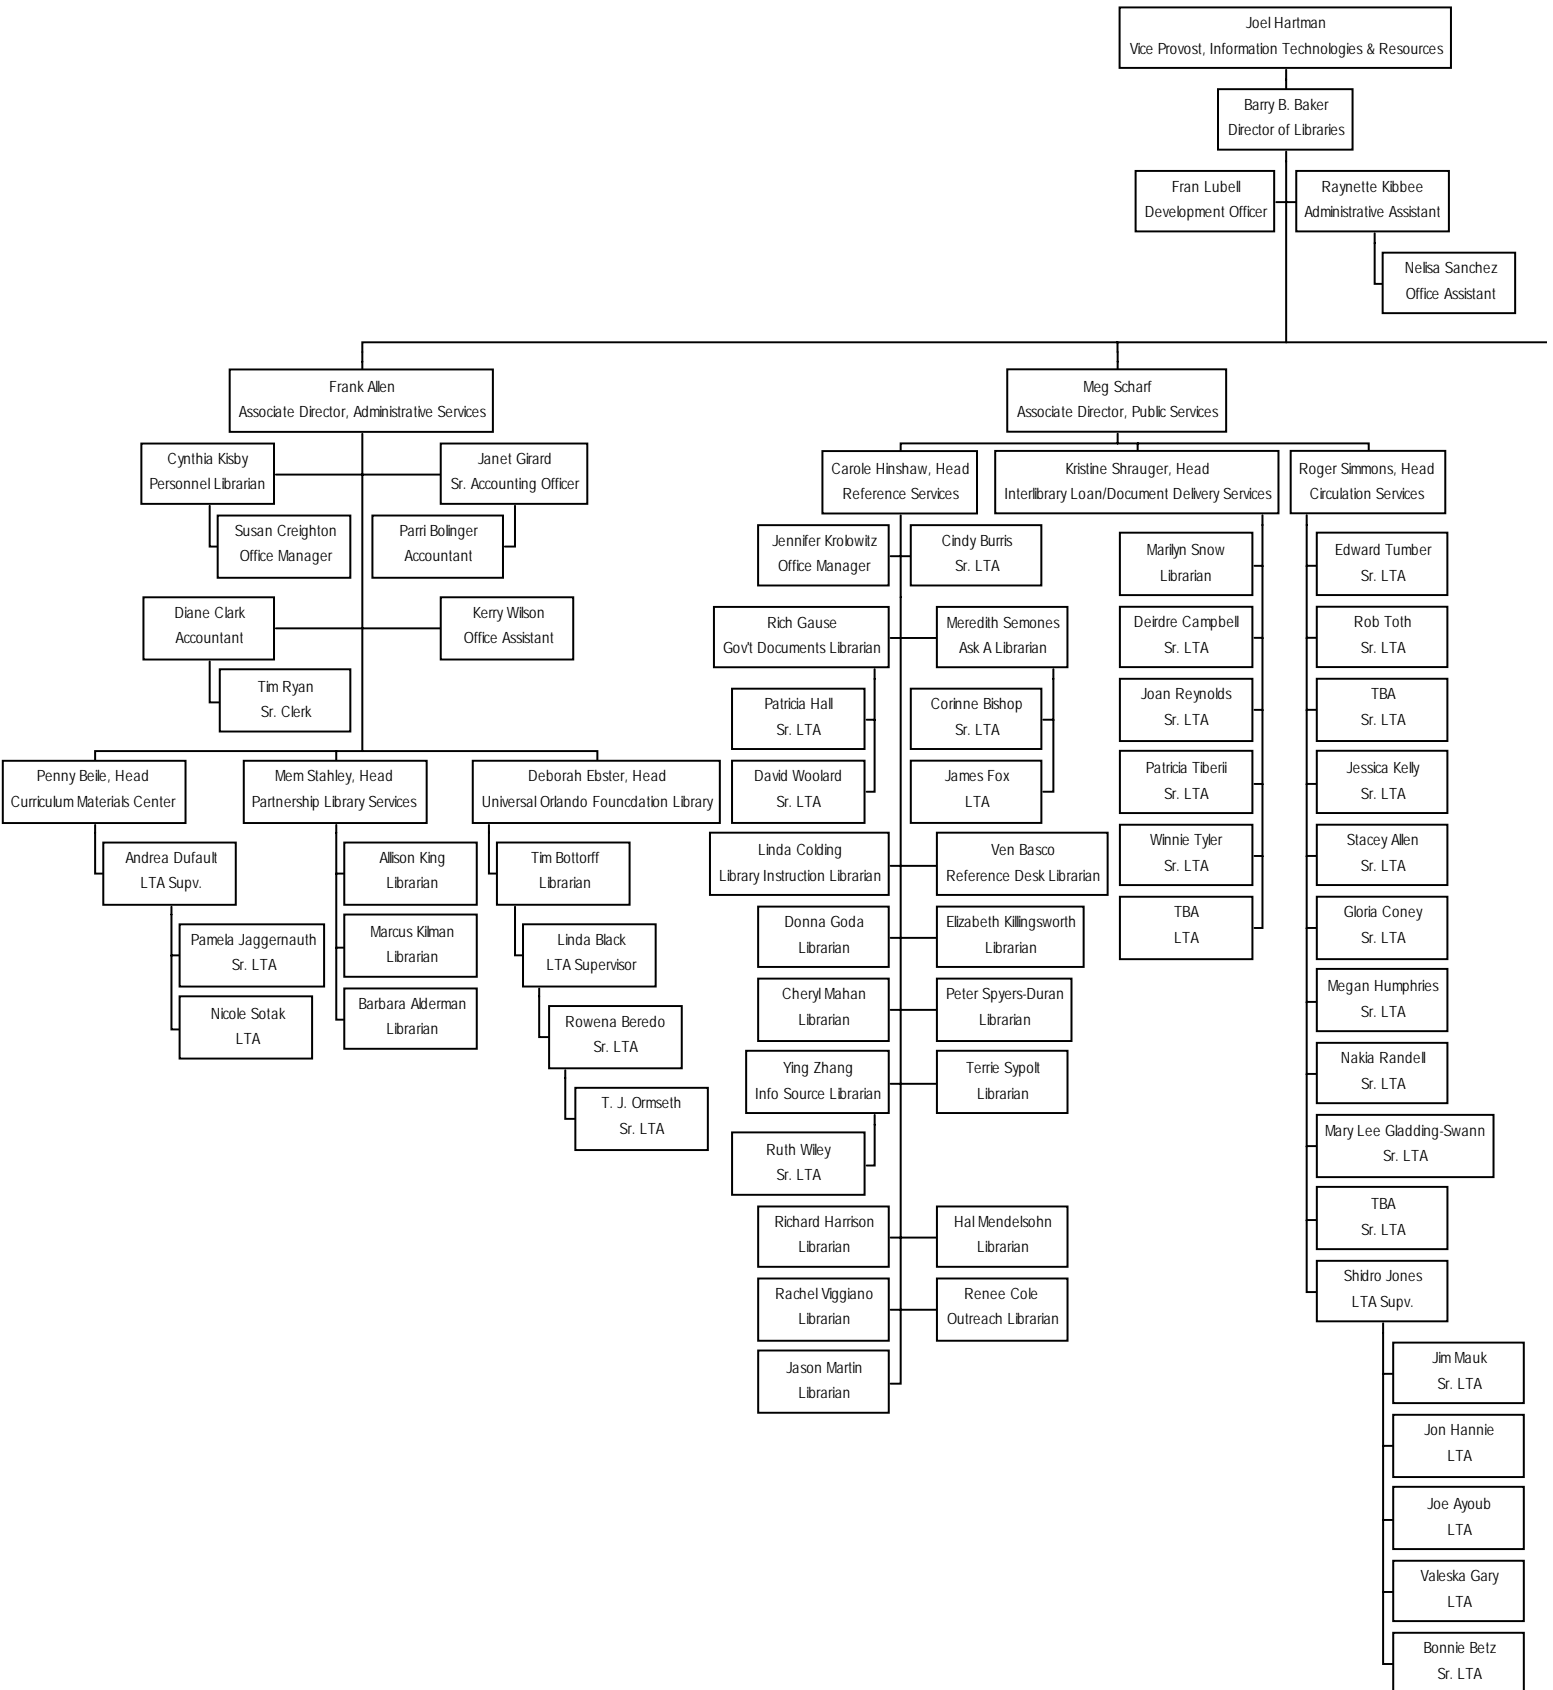 Joel Hartman
Vice Provost, Information Technologies & Resources
Barry B. Baker
Director of Libraries
Fran Lubell
Development Officer
Raynette Kibbee
Administrative Assistant
Nelisa Sanchez
Office Assistant
Frank Allen
Associate Director, Administrative Services
Cynthia Kisby
Personnel Librarian
Janet Girard
Sr. Accounting Officer
Susan Creighton
Office Manager
Parri Bolinger
Accountant
Diane Clark
Accountant
Kerry Wilson
Office Assistant
Tim Ryan
Sr. Clerk
Penny Beile, Head
Curriculum Materials Center
Andrea Dufault
LTA Supv.
Pamela Jaggernauth
Sr. LTA
Nicole Sotak
LTA
Mem Stahley, Head
Partnership Library Services
Allison King
Librarian
Marcus Kilman
Librarian
Barbara Alderman
Librarian
Deborah Ebster, Head
Universal Orlando Founcdation Library
Tim Bottorff
Librarian
Linda Black
LTA Supervisor
Rowena Beredo
Sr. LTA
T. J. Ormseth
Sr. LTA
Meg Scharf
Associate Director, Public Services
Carole Hinshaw, Head
Reference Services
Jennifer Krolowitz
Office Manager
Cindy Burris
Sr. LTA
Rich Gause
Gov't Documents Librarian
Meredith Semones
Ask A Librarian
Patricia Hall
Sr. LTA
Corinne Bishop
Sr. LTA
David Woolard
Sr. LTA
James Fox
LTA
Linda Colding
Library Instruction Librarian
Ven Basco
Reference Desk Librarian
Donna Goda
Librarian
Elizabeth Killingsworth
Librarian
Cheryl Mahan
Librarian
Peter Spyers-Duran
Librarian
Ying Zhang
Info Source Librarian
Terrie Sypolt
Librarian
Ruth Wiley
Sr. LTA
Richard Harrison
Librarian
Hal Mendelsohn
Librarian
Rachel Viggiano
Librarian
Renee Cole
Outreach Librarian
Jason Martin
Librarian
Kristine Shrauger, Head
Interlibrary Loan/Document Delivery Services
Marilyn Snow
Librarian
Deirdre Campbell
Sr. LTA
Joan Reynolds
Sr. LTA
Patricia Tiberii
Sr. LTA
Winnie Tyler
Sr. LTA
TBA
LTA
Roger Simmons, Head
Circulation Services
Edward Tumber
Sr. LTA
Rob Toth
Sr. LTA
TBA
Sr. LTA
Jessica Kelly
Sr. LTA
Stacey Allen
Sr. LTA
Gloria Coney
Sr. LTA
Megan Humphries
Sr. LTA
Nakia Randell
Sr. LTA
Mary Lee Gladding-Swann
Sr. LTA
TBA
Sr. LTA
Shidro Jones
LTA Supv.
Jim Mauk
Sr. LTA
Jon Hannie
LTA
Joe Ayoub
LTA
Valeska Gary
LTA
Bonnie Betz
Sr. LTA